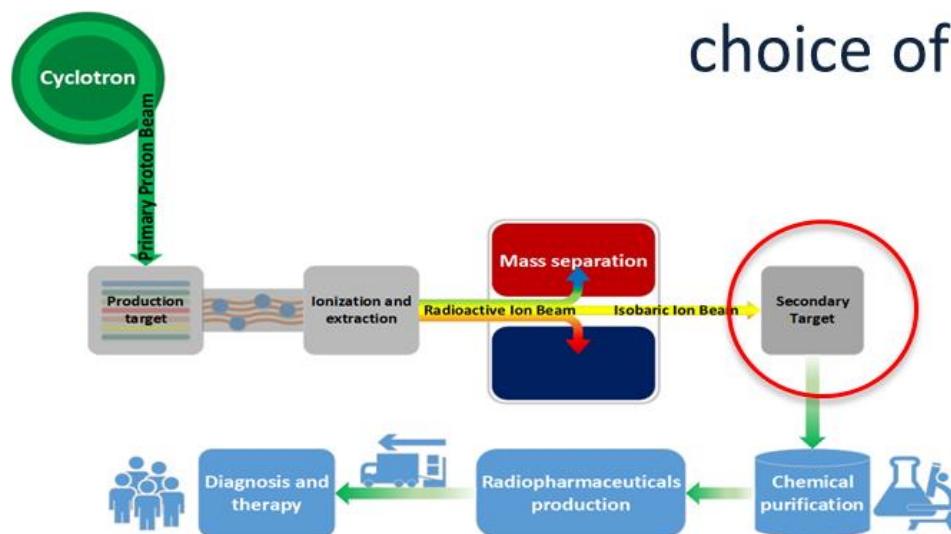 choice of
Cyclotron
Primary Proton Beam
Production
target
Ionization and
extraction
Mass separation
Radioactive Ion Beam
Isobaric Ion Beam
Secondary
Target
Diagnosis and
therapy
Radiopharmaceuticals
production
Chemical
purification